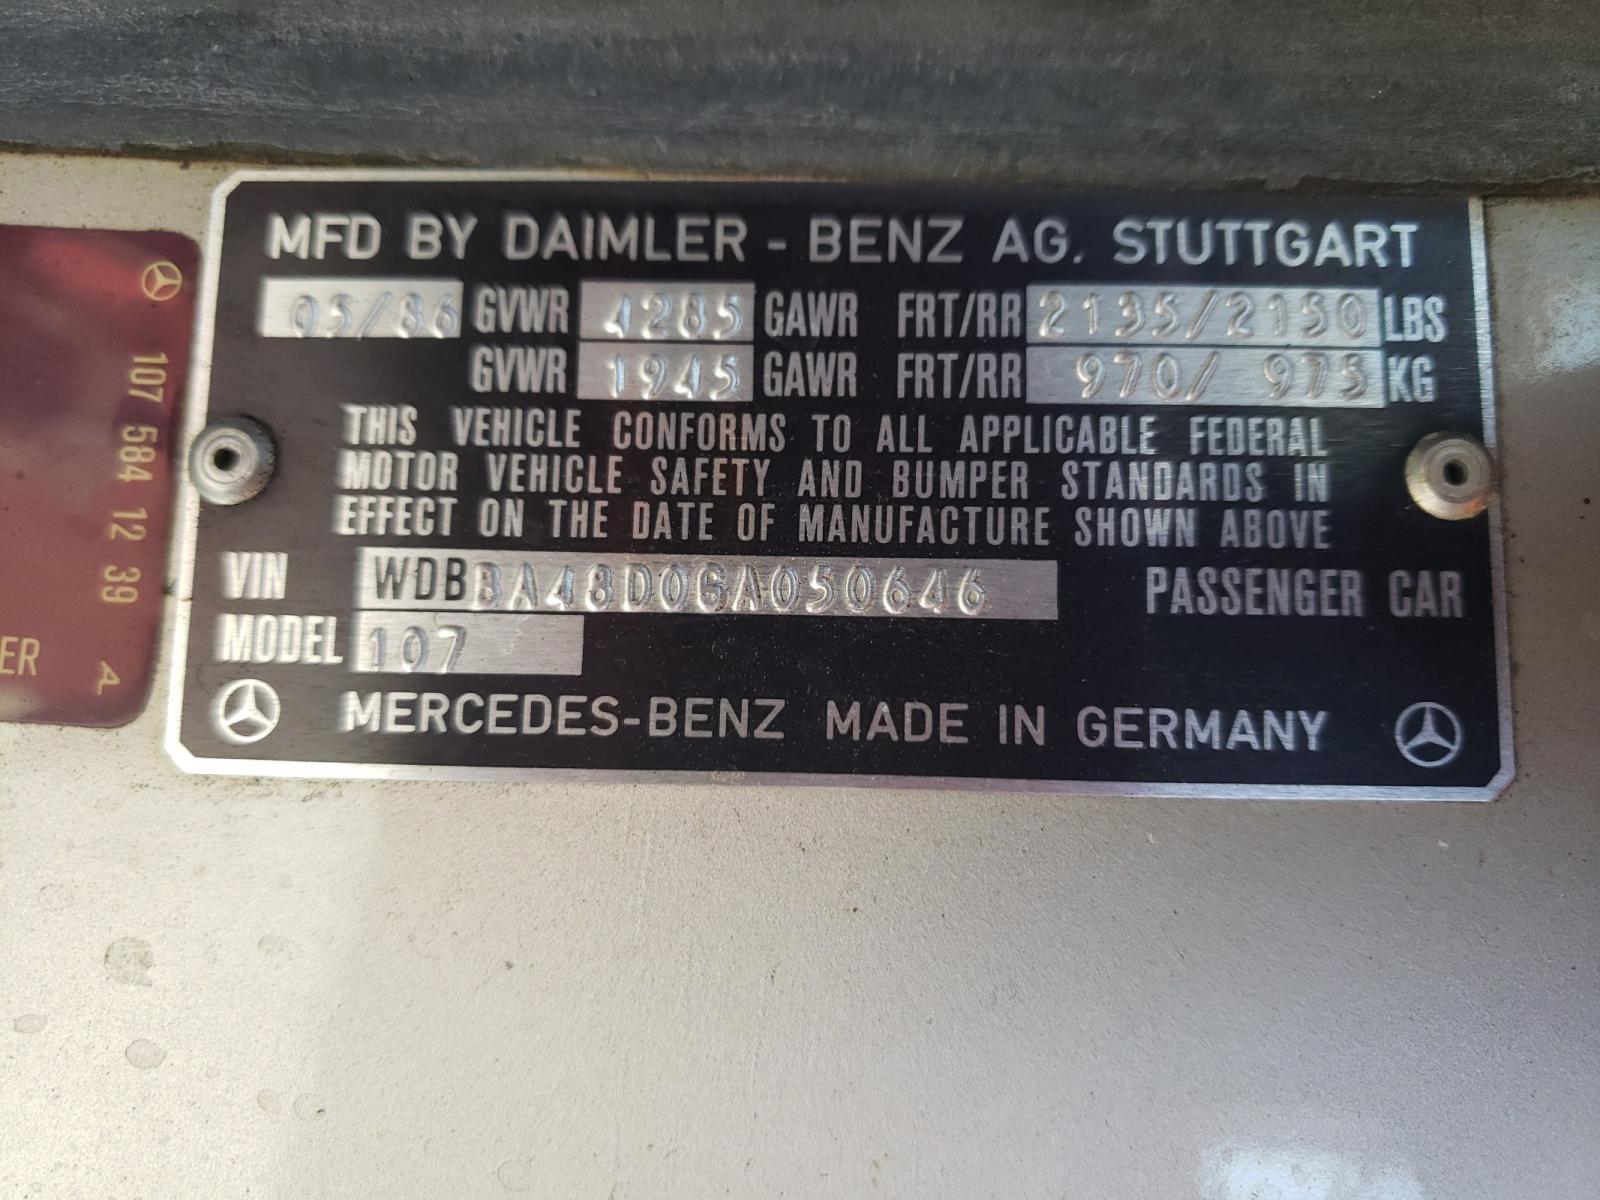 MFD BY DAIMLER - BENZ AG. STUTTGART
05/86 GVWR 4285 GAWR FRT/RR 2135/2150 LBS
GVWR 1945 GAWR FRT/RR 970/ 975 KG
THIS VEHICLE CONFORMS TO ALL APPLICABLE FEDERAL
MOTOR VEHICLE SAFETY AND BUMPER STANDARDS IN
EFFECT ON THE DATE OF MANUFACTURE SHOWN ABOVE
VIN WDBBA48D0GA050646 PASSENGER CAR
MODEL 107
MERCEDES-BENZ MADE IN GERMANY
107 584 12 39
ER
A